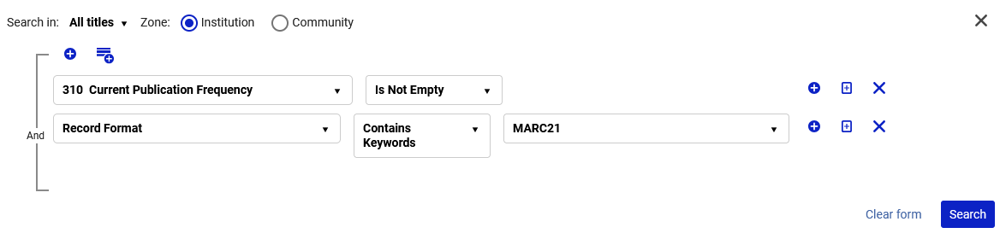 Search in: All titles Zone: Institution Community
310 Current Publication Frequency Is Not Empty
And
Record Format Contains Keywords MARC21
Clear form Search